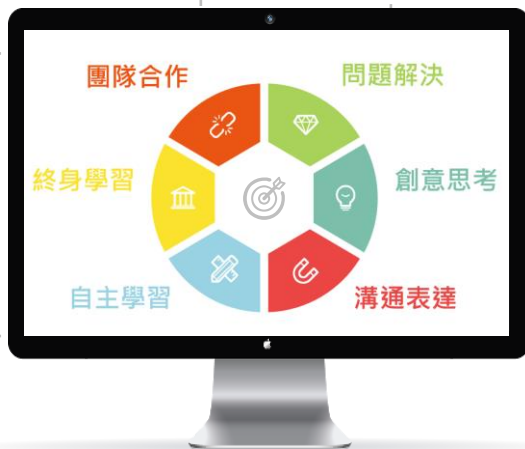 團隊合作
問題解決
終身學習
創意思考
自主學習
溝通表達